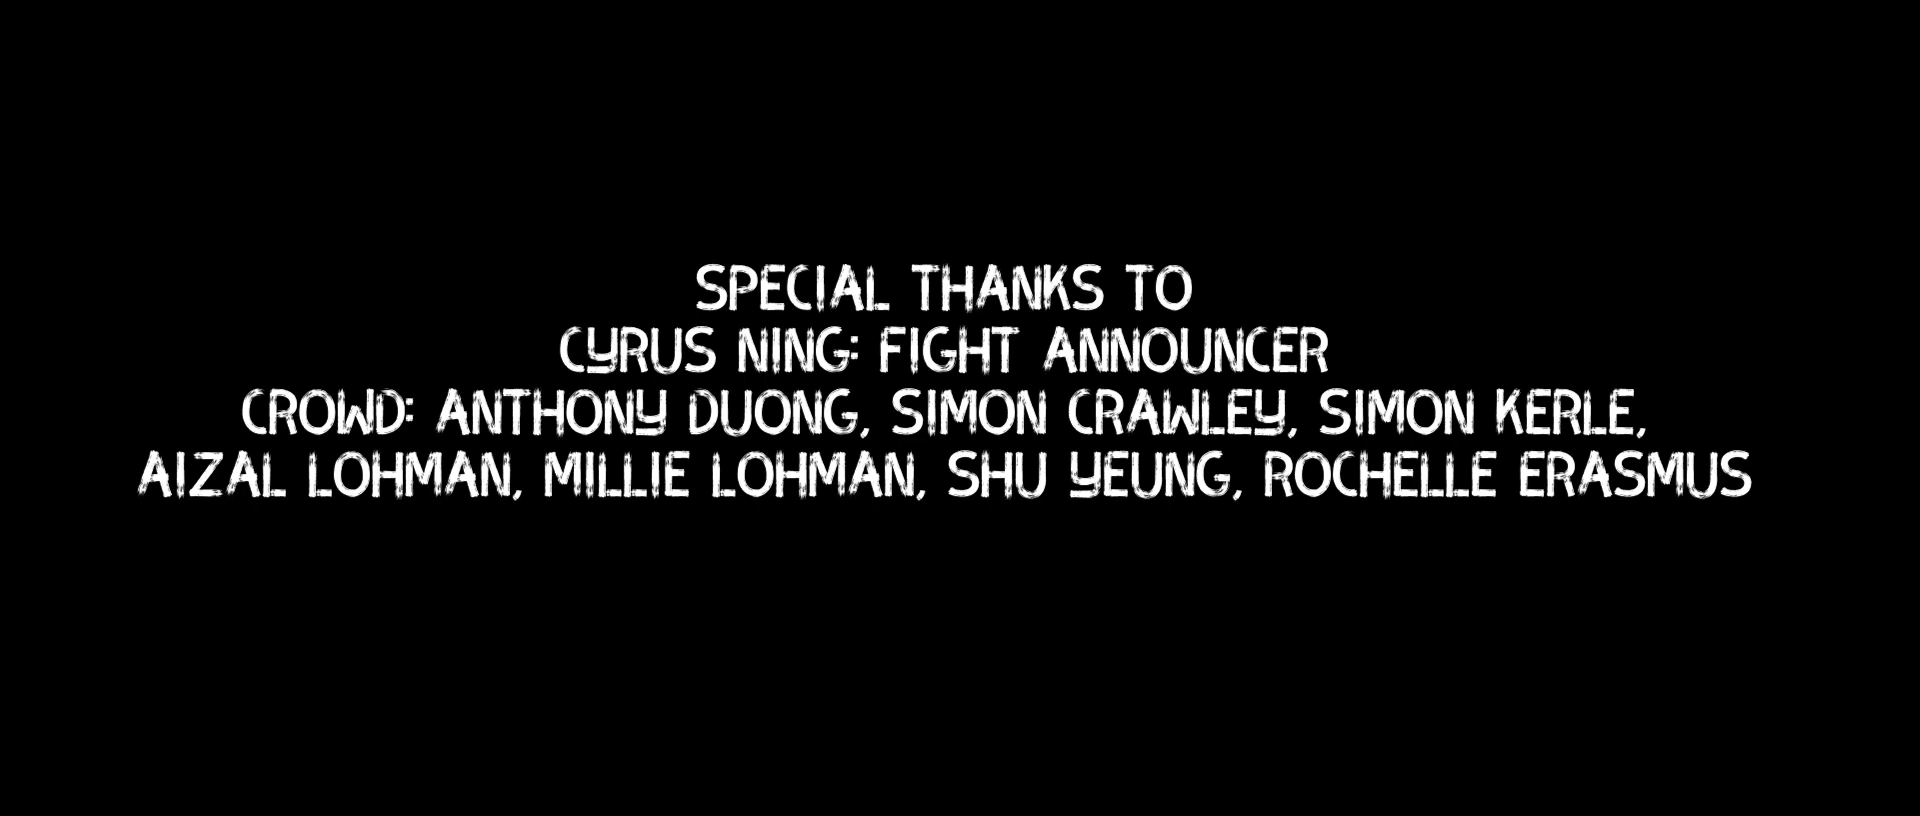 SPECIAL THANKS TO
CYRUS NING: FIGHT ANNOUNCER
CROWD: ANTHONY DUONG, SIMON CRAWLEY, SIMON KERLE,
AIZAL LOHMAN, MILLIE LOHMAN, SHU YEUNG, ROCHELLE ERASMUS